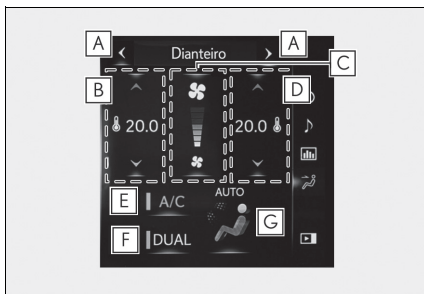 A A
Dianteiro
C
B
D
20.0 20.0
AUTO
E
A/C
G
F
DUAL